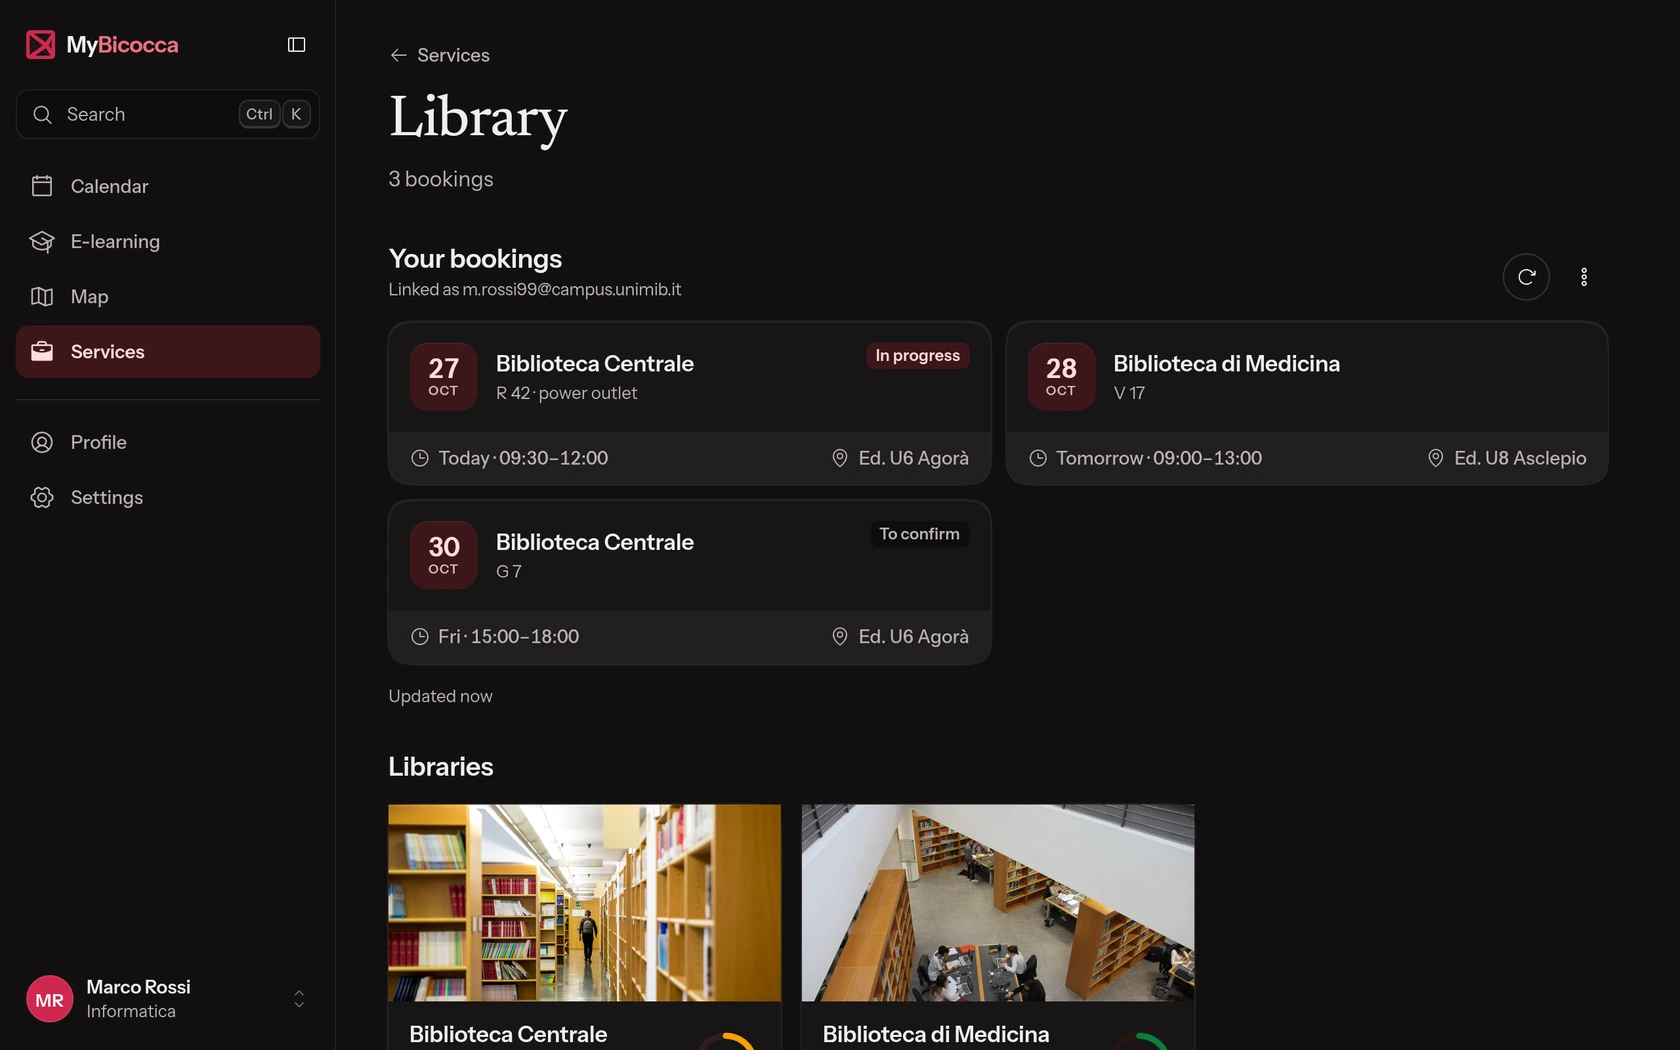 MyBicocca
Search
Ctrl K
Calendar
E-learning
Map
Services
Profile
Settings
MR
Marco Rossi
Informatica
← Services
Library
3 bookings
Your bookings
Linked as m.rossi99@campus.unimib.it
27
OCT
Biblioteca Centrale
R 42 · power outlet
In progress
Today · 09:30–12:00
Ed. U6 Agorà
28
OCT
Biblioteca di Medicina
V 17
Tomorrow · 09:00–13:00
Ed. U8 Asclepio
30
OCT
Biblioteca Centrale
G 7
To confirm
Fri · 15:00–18:00
Ed. U6 Agorà
Updated now
Libraries
Biblioteca Centrale
Biblioteca di Medicina